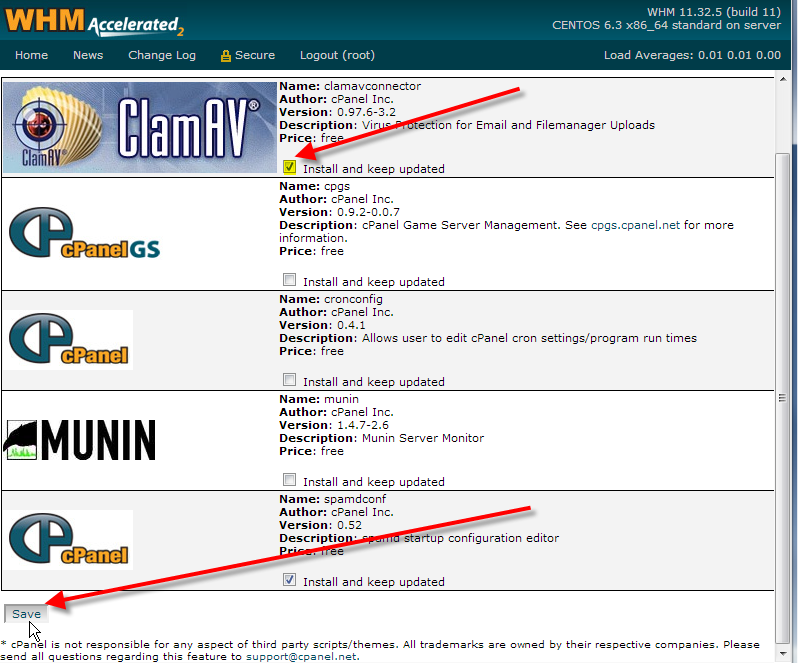 WHM Accelerated2
WHM 11.32.5 (build 11)
CENTOS 6.3 x86_64 standard on server
Home News Change Log Secure Logout (root) Load Averages: 0.01 0.01 0.00
ClamAV
ClamAV®
Name: clamavconnector
Author: cPanel Inc.
Version: 0.97.6-3.2
Description: Virus Protection for Email and Filemanager Uploads
Price: free
Install and keep updated
cPanel GS
Name: cpgs
Author: cPanel Inc.
Version: 0.9.2-0.0.7
Description: cPanel Game Server Management. See cpgs.cpanel.net for more
information.
Price: free
Install and keep updated
cPanel
Name: cronconfig
Author: cPanel Inc.
Version: 0.4.1
Description: Allows user to edit cPanel cron settings/program run times
Price: free
Install and keep updated
MUNIN
Name: munin
Author: cPanel Inc.
Version: 1.4.7-2.6
Description: Munin Server Monitor
Price: free
Install and keep updated
cPanel
Name: spamdconf
Author: cPanel Inc.
Version: 0.52
Description: spamd startup configuration editor
Price: free
Install and keep updated
Save
* cPanel is not responsible for any aspect of third party scripts/themes. All trademarks are owned by their respective companies. Please
send all questions regarding this feature to support@cpanel.net.